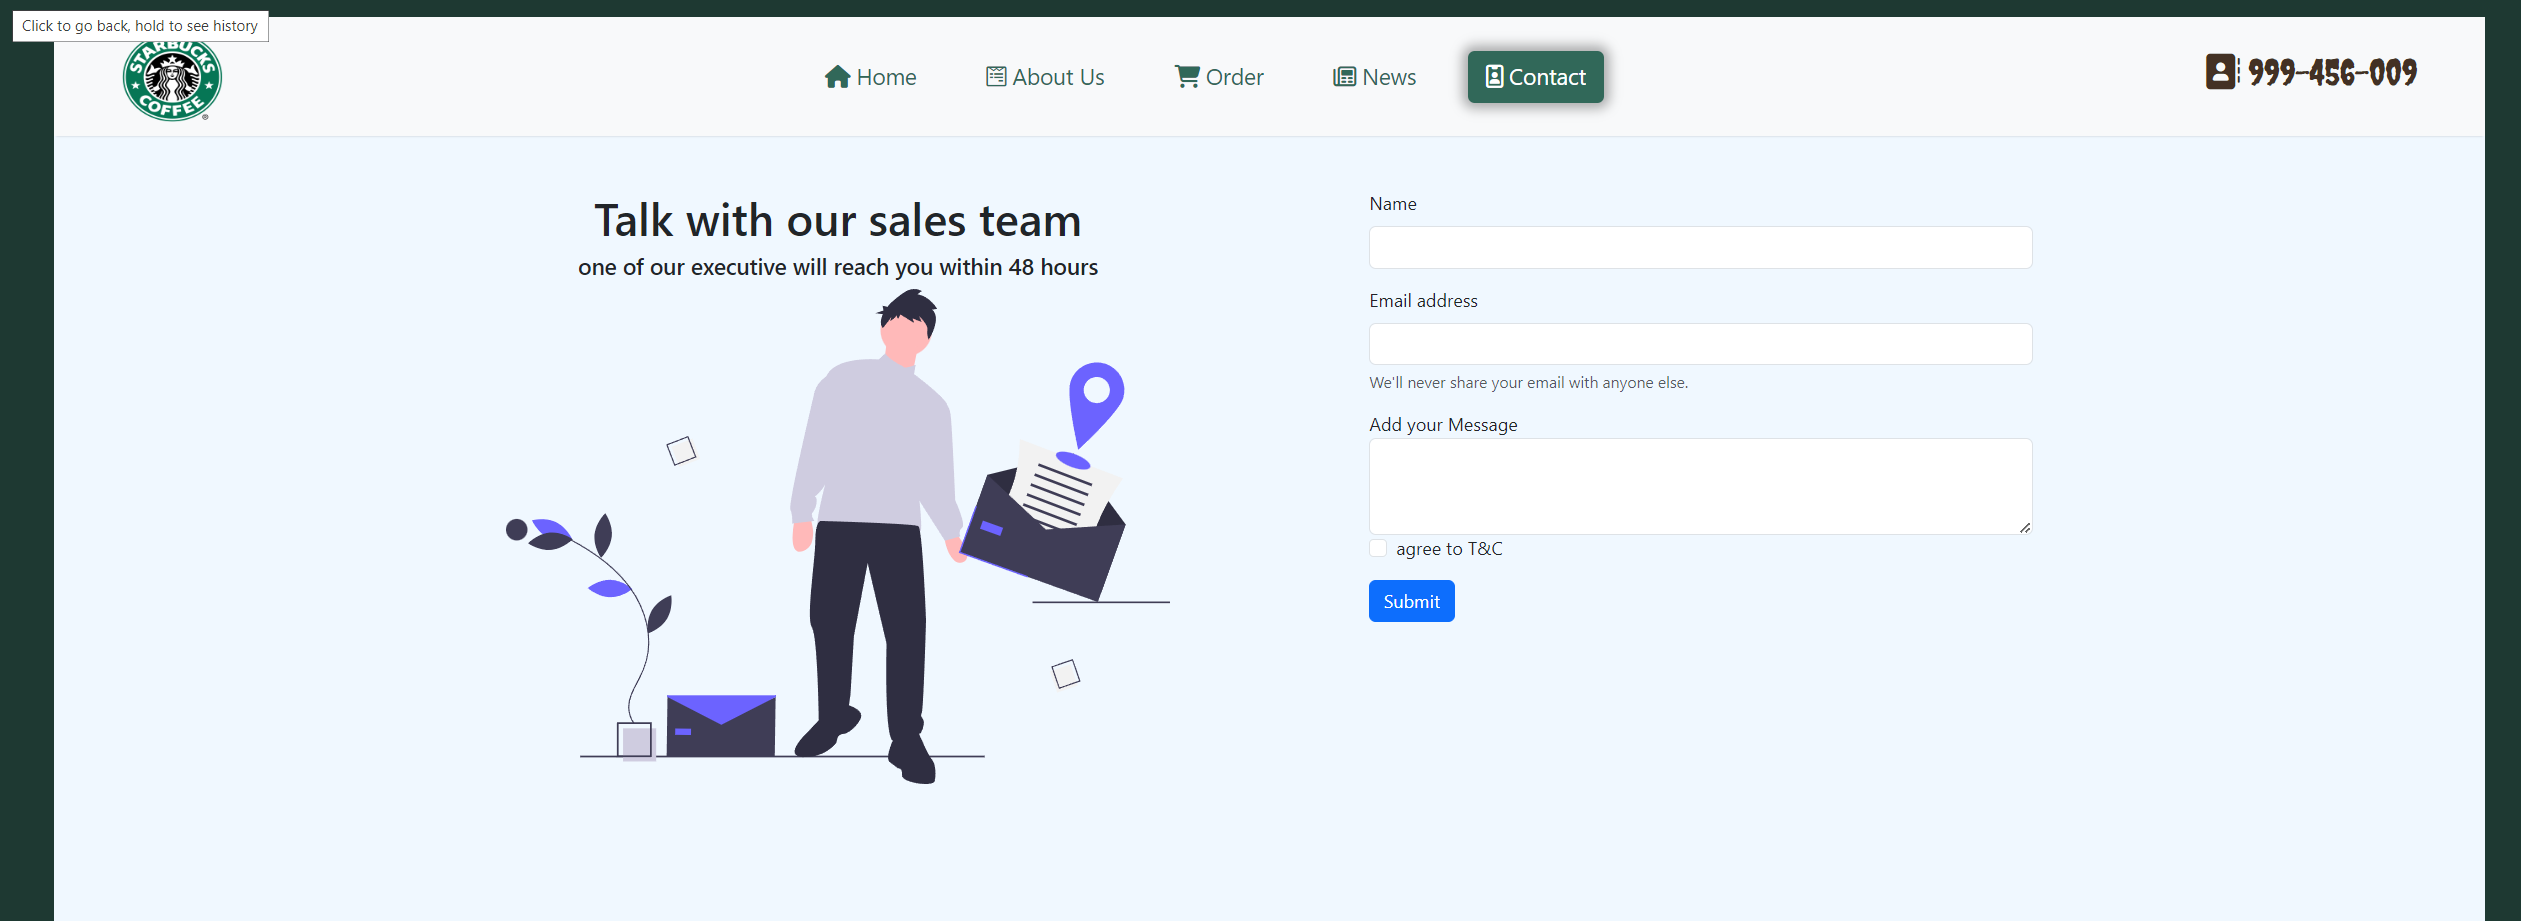 Click to go back, hold to see history
STARBUCKS
COFFEE
®
Home
About Us
Order
News
Contact
999-456-009
Talk with our sales team
one of our executive will reach you within 48 hours
Name
Email address
We'll never share your email with anyone else.
Add your Message
agree to T&C
Submit